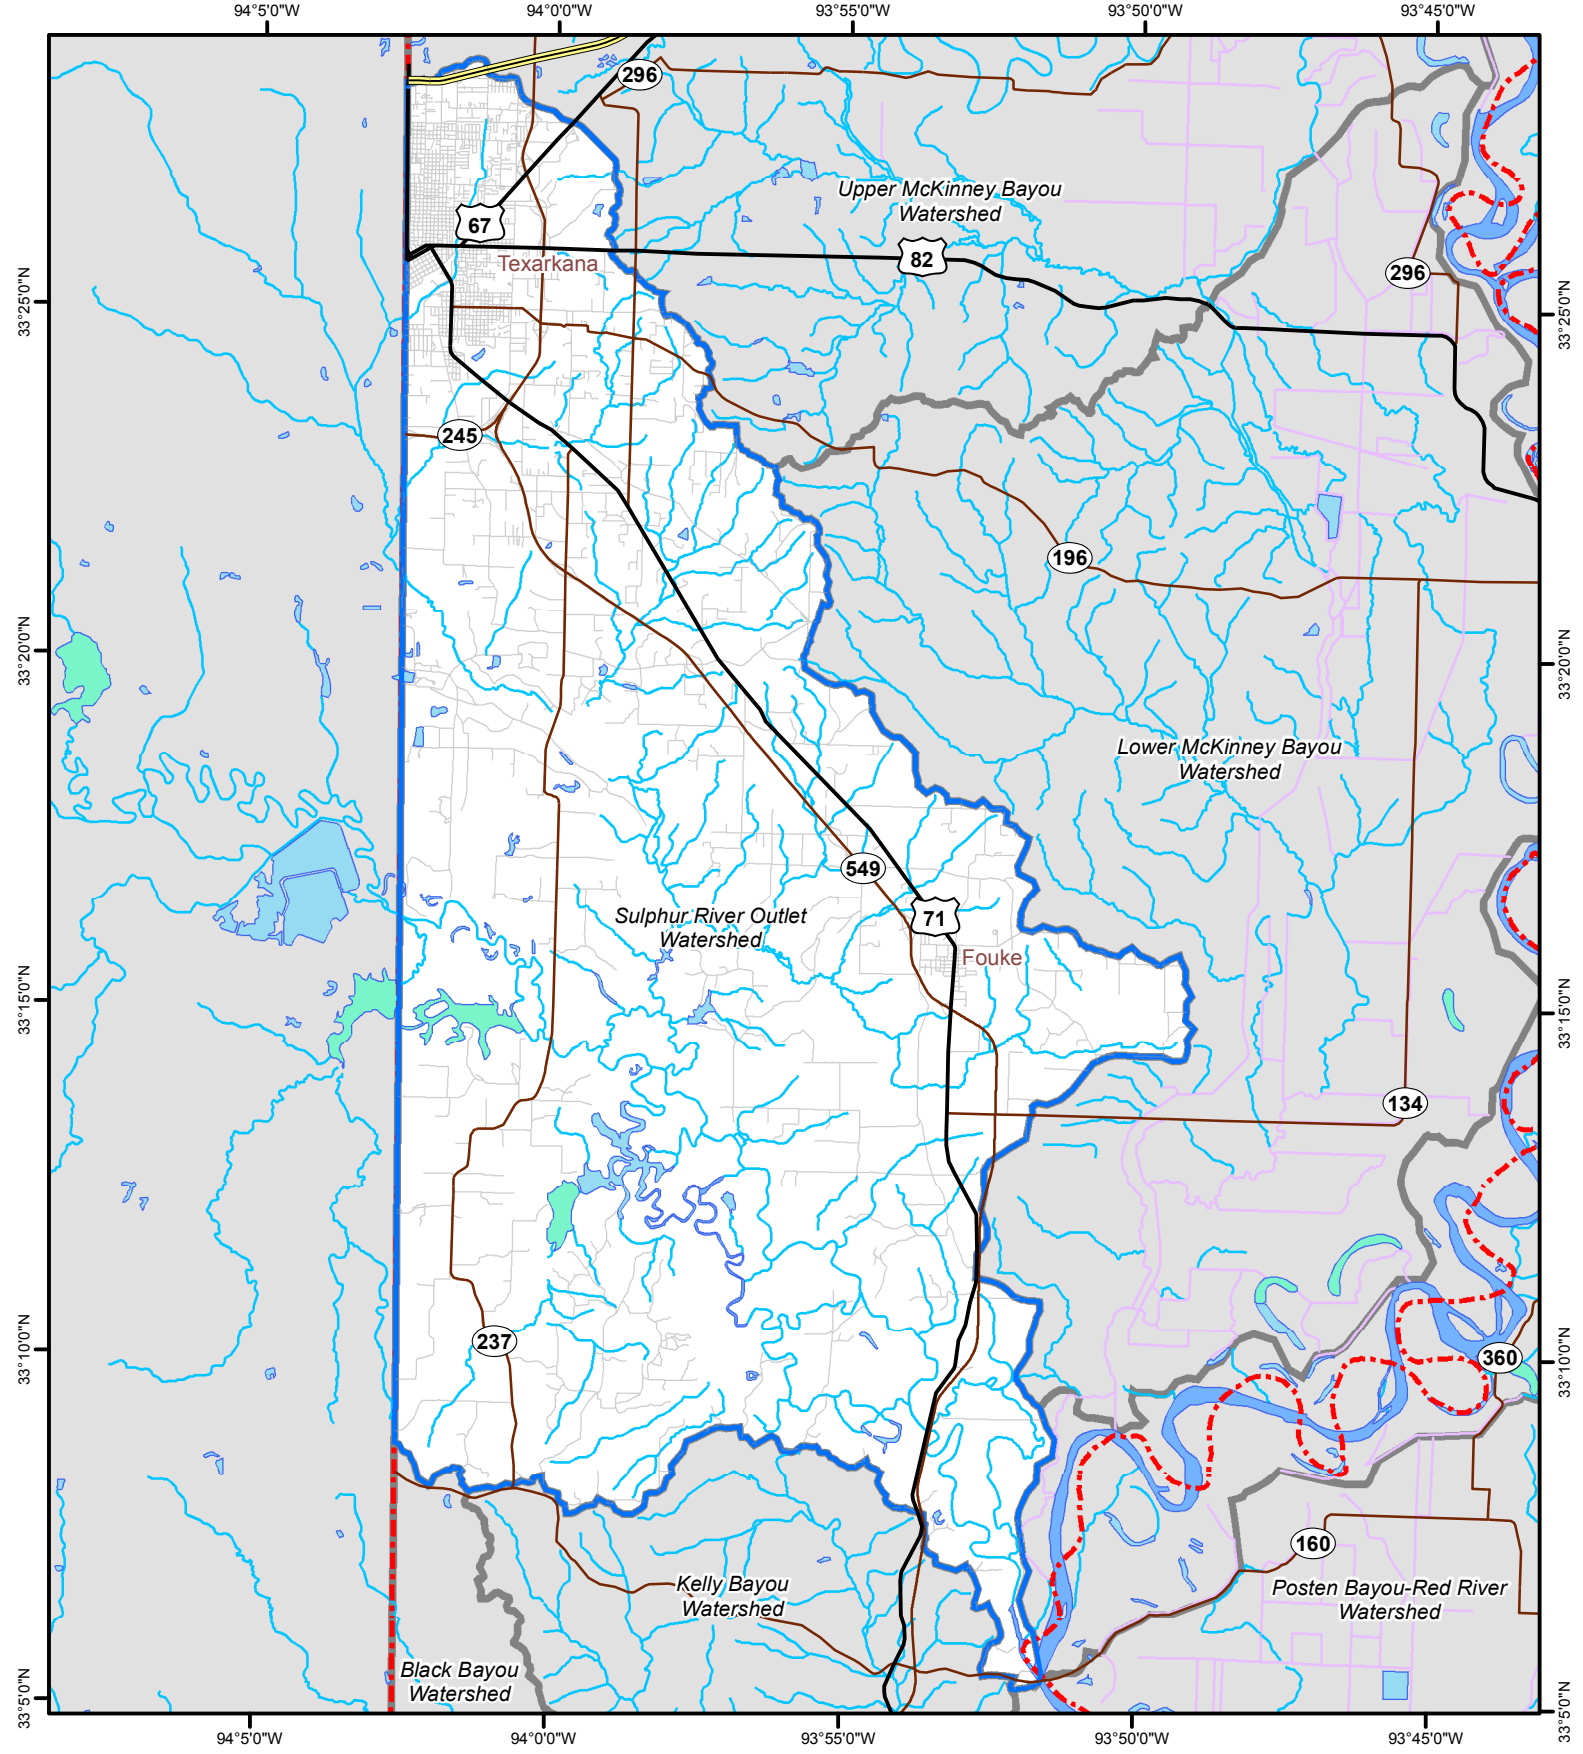 94°5'0"W
94°0'0"W
93°55'0"W
93°50'0"W
93°45'0"W
296
Upper McKinney Bayou
Watershed
67
82
Texarkana
296
33°25'0"N
33°25'0"N
245
196
33°20'0"N
33°20'0"N
Lower McKinney Bayou
Watershed
549
Sulphur River Outlet
Watershed
71
Fouke
33°15'0"N
33°15'0"N
134
237
360
33°10'0"N
33°10'0"N
160
Kelly Bayou
Watershed
Posten Bayou-Red River
Watershed
Black Bayou
Watershed
33°5'0"N
33°5'0"N
94°5'0"W
94°0'0"W
93°55'0"W
93°50'0"W
93°45'0"W